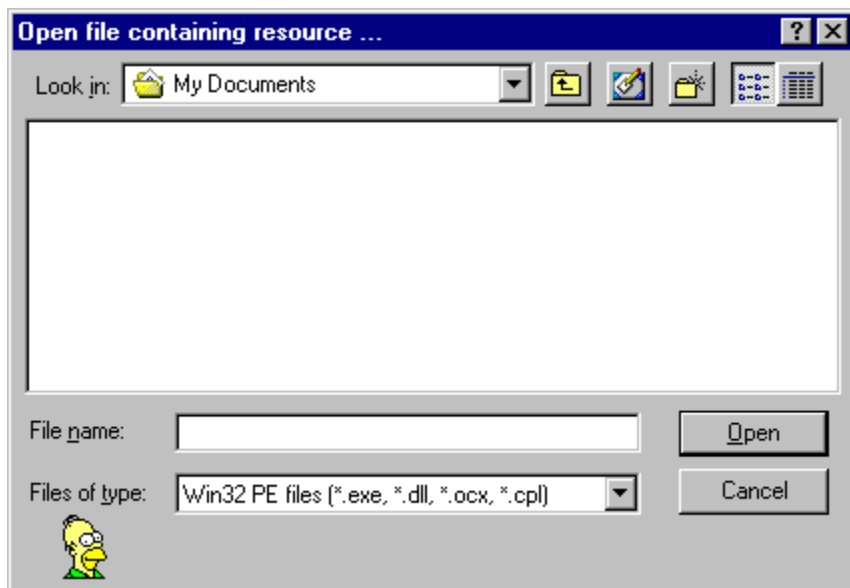 Open file containing resource ...
Look in: My Documents
File name:
Open
Files of type: Win32 PE files (*.exe, *.dll, *.ocx, *.cpl)
Cancel